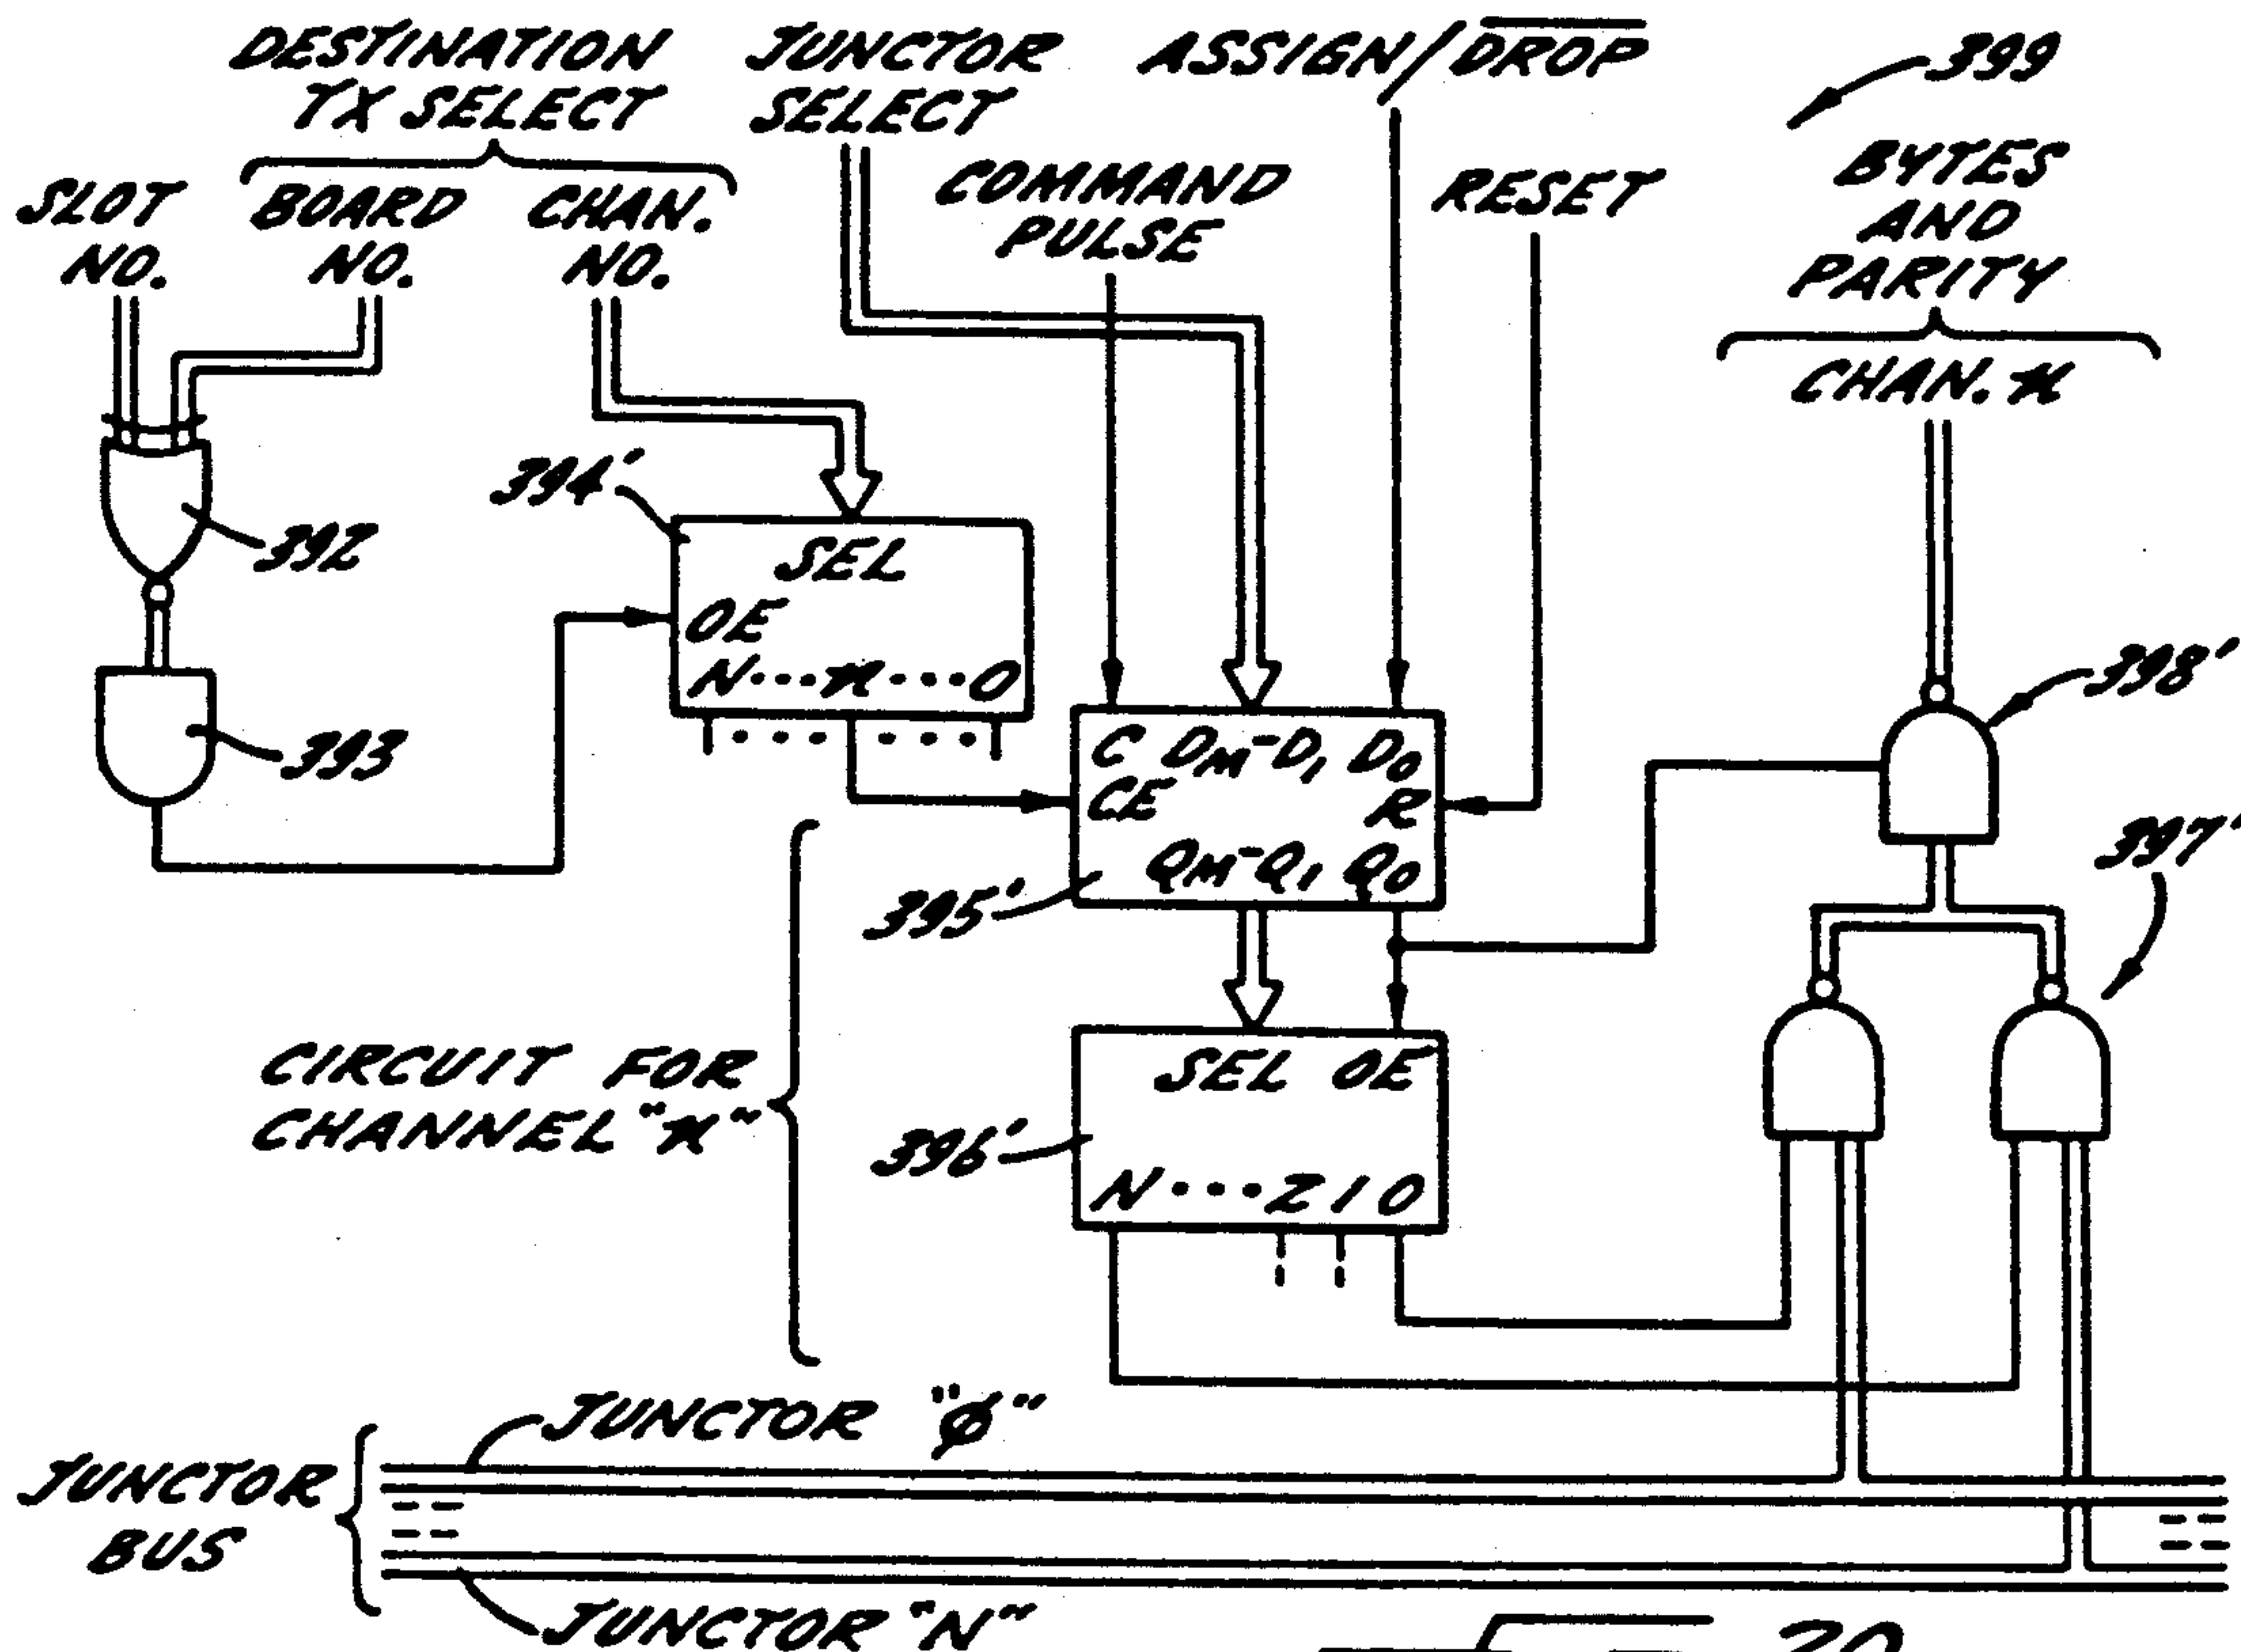 DESTINATION
TX SELECT
JUNCTOR
SELECT
ASSIGN/DROP
399
SLOT
NO.
BOARD
NO.
CHAN.
NO.
COMMAND
PULSE
RESET
BYTES
AND
PARITY
CHAN. x
394'
392
SEL
OE
N···x···0
398'
393
C DM-D1 D0
CE R
QM-Q1 Q0
395'
397'
CIRCUIT FOR
CHANNEL "x"
SEL OE
396'
N···210
JUNCTOR "φ"
JUNCTOR
BUS
JUNCTOR "N"